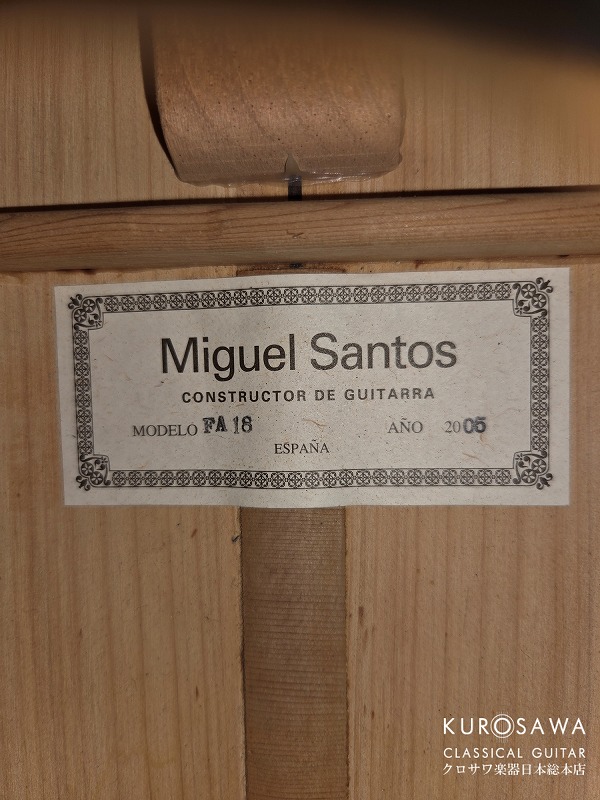 Miguel Santos
CONSTRUCTOR DE GUITARRA
MODELO FA 18 AÑO 2005
ESPAÑA
KUROSAWA
CLASSICAL GUITAR
クロサワ楽器日本総本店